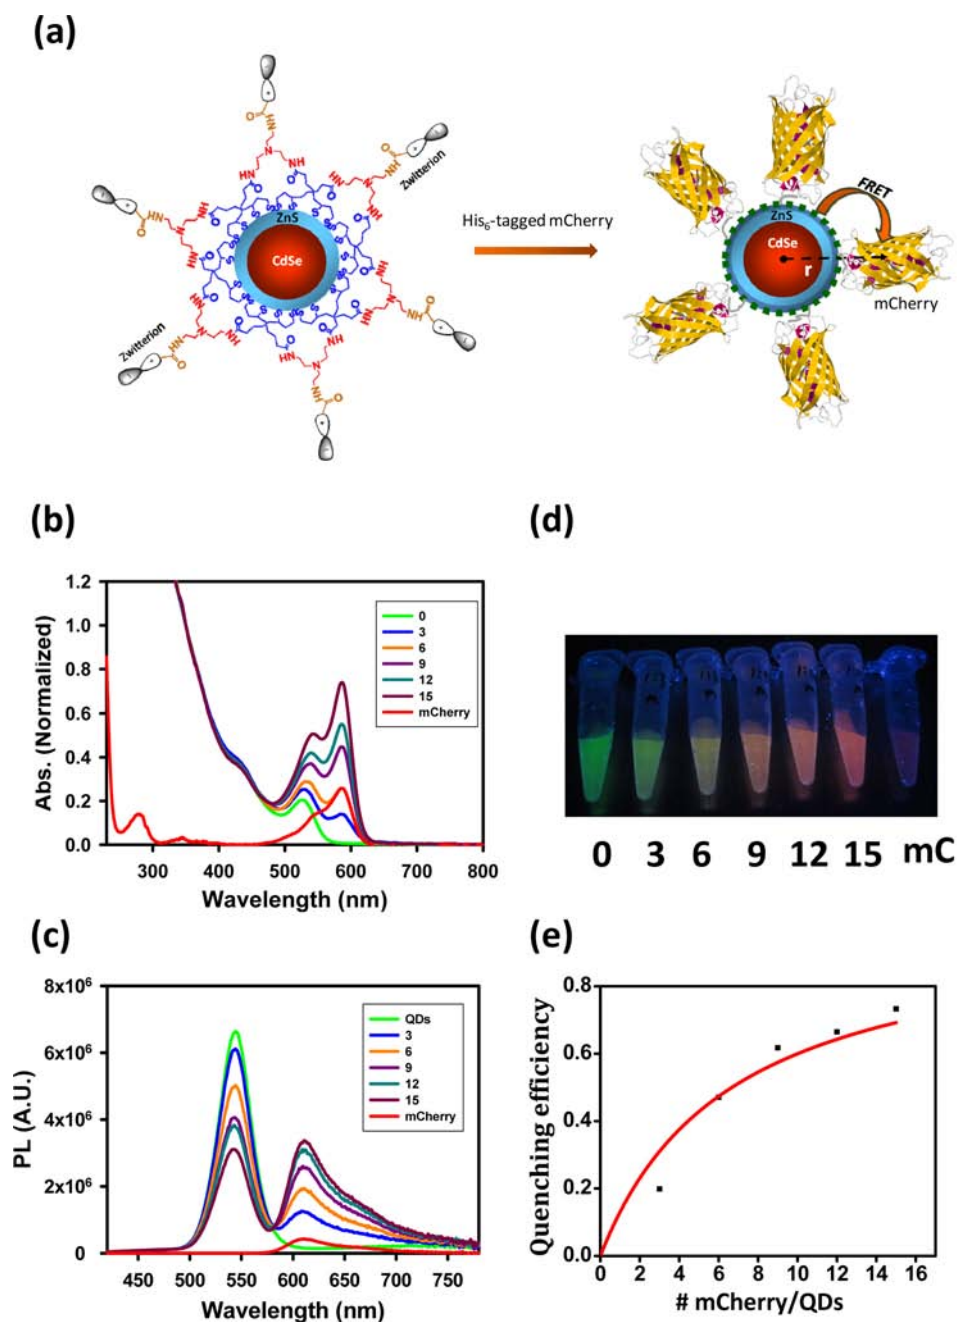 (a)
O
NH
N
NH
NH
O
S
Zwitterion
ZnS
CdSe
Zwitterion
His6-tagged mCherry
ZnS
CdSe
r
FRET
mCherry
(b)
Abs. (Normalized)
1.2
1.0
0.8
0.6
0.4
0.2
0.0
300 400 500 600 700 800
Wavelength (nm)
0
3
6
9
12
15
mCherry
(d)
0 3 6 9 12 15 mC
(c)
PL (A.U.)
8x10^6
6x10^6
4x10^6
2x10^6
0
450 500 550 600 650 700 750
Wavelength (nm)
QDs
3
6
9
12
15
mCherry
(e)
Quenching efficiency
0.8
0.6
0.4
0.2
0.0
0 2 4 6 8 10 12 14 16
# mCherry/QDs